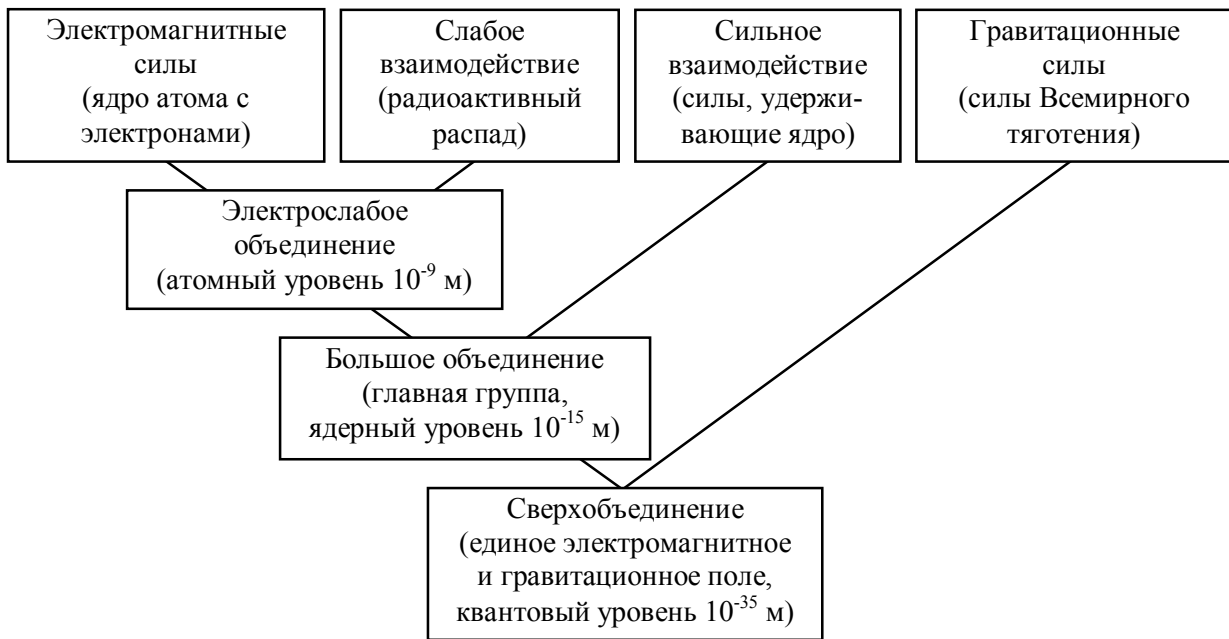 Электромагнитные
силы
(ядро атома с
электронами)
Слабое
взаимодействие
(радиоактивный
распад)
Сильное
взаимодействие
(силы, удержи-
вающие ядро)
Гравитационные
силы
(силы Всемирного
тяготения)
Электрослабое
объединение
(атомный уровень 10⁻⁹ м)
Большое объединение
(главная группа,
ядерный уровень 10⁻¹⁵ м)
Сверхобъединение
(единое электромагнитное
и гравитационное поле,
квантовый уровень 10⁻³⁵ м)